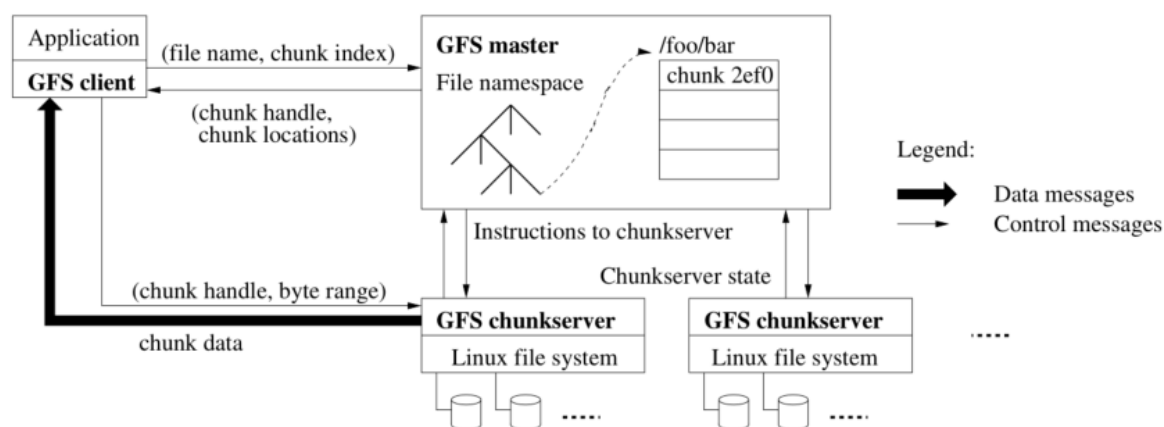 Application
GFS client
(file name, chunk index)
(chunk handle,
chunk locations)
GFS master
File namespace
/foo/bar
chunk 2ef0
Legend:
Data messages
Control messages
Instructions to chunkserver
Chunkserver state
(chunk handle, byte range)
chunk data
GFS chunkserver
Linux file system
GFS chunkserver
Linux file system